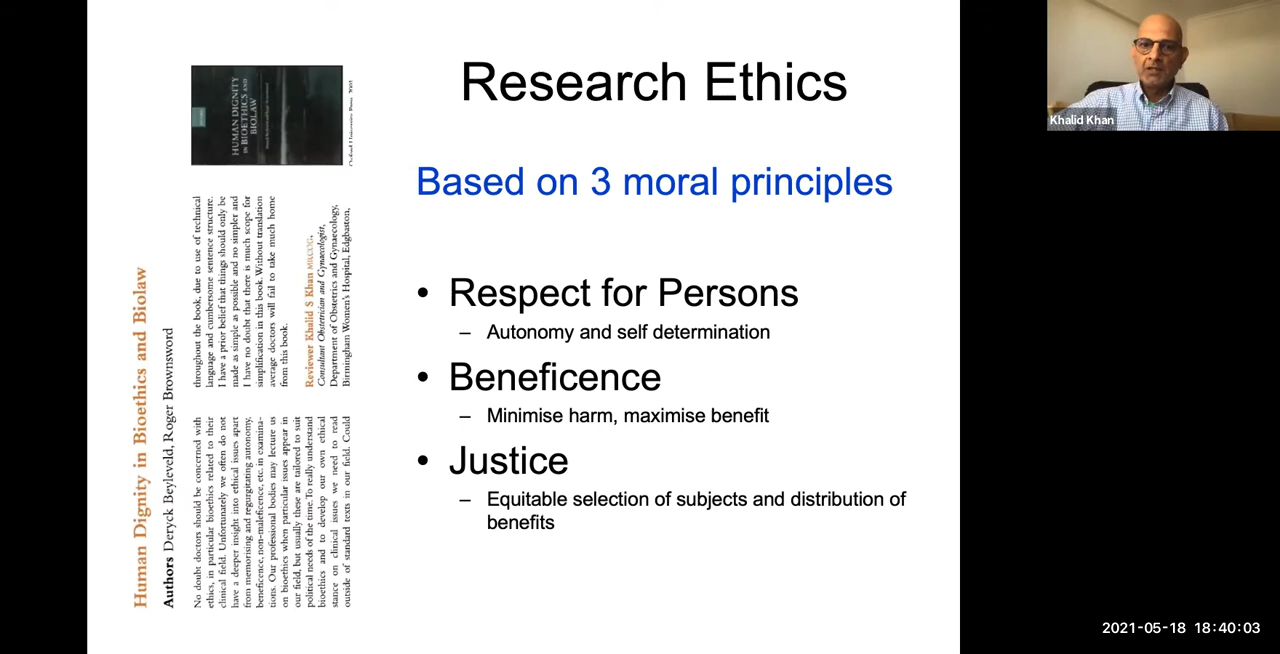 Research Ethics
Based on 3 moral principles
• Respect for Persons
– Autonomy and self determination
• Beneficence
– Minimise harm, maximise benefit
• Justice
– Equitable selection of subjects and distribution of
benefits
Human Dignity in Bioethics and Biolaw
Authors Deryck Beyleveld, Roger Brownsword
No doubt doctors should be concerned with
ethics, in particular bioethics related to their
clinical field. Unfortunately we often do not
have a deeper insight into ethical issues apart
from memorising and regurgitating autonomy,
beneficence, non-maleficence, etc. in examina-
tions. Our professional bodies may lecture us
on bioethics when particular issues appear in
our field, but usually these are tailored to suit
political needs of the time. To really understand
bioethics and to develop our own ethical
stance on clinical issues we need to read
outside of standard texts in our field. Could
throughout the book, due to use of technical
language and cumbersome sentence structure.
I have a prior belief that things should only be
made as simple as possible and no simpler and
I have no doubt that there is much scope for
simplification in this book. Without translation
average doctors will fail to take much home
from this book.
Reviewer Khalid S Khan MRCOG,
Consultant Obstetrician and Gynaecologist,
Department of Obstetrics and Gynaecology,
Birmingham Women's Hospital, Edgbaston,
HUMAN DIGNITY
IN BIOETHICS AND
BIOLAW
Khalid Khan
2021-05-18 18:40:03